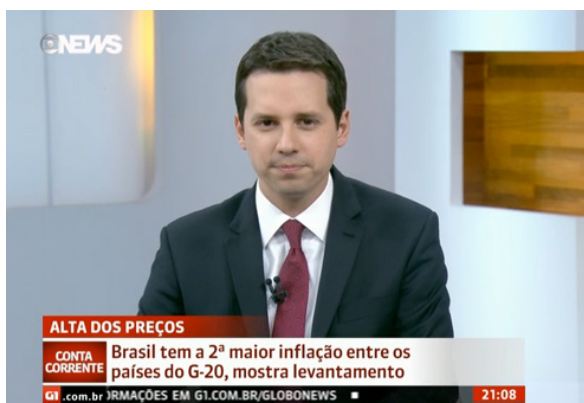 NEWS
ALTA DOS PREÇOS
CONTA
CORRENTE
Brasil tem a 2ª maior inflação entre os
países do G-20, mostra levantamento
G1 .com.br RMAÇÕES EM G1.COM.BR/GLOBONEWS
21:08